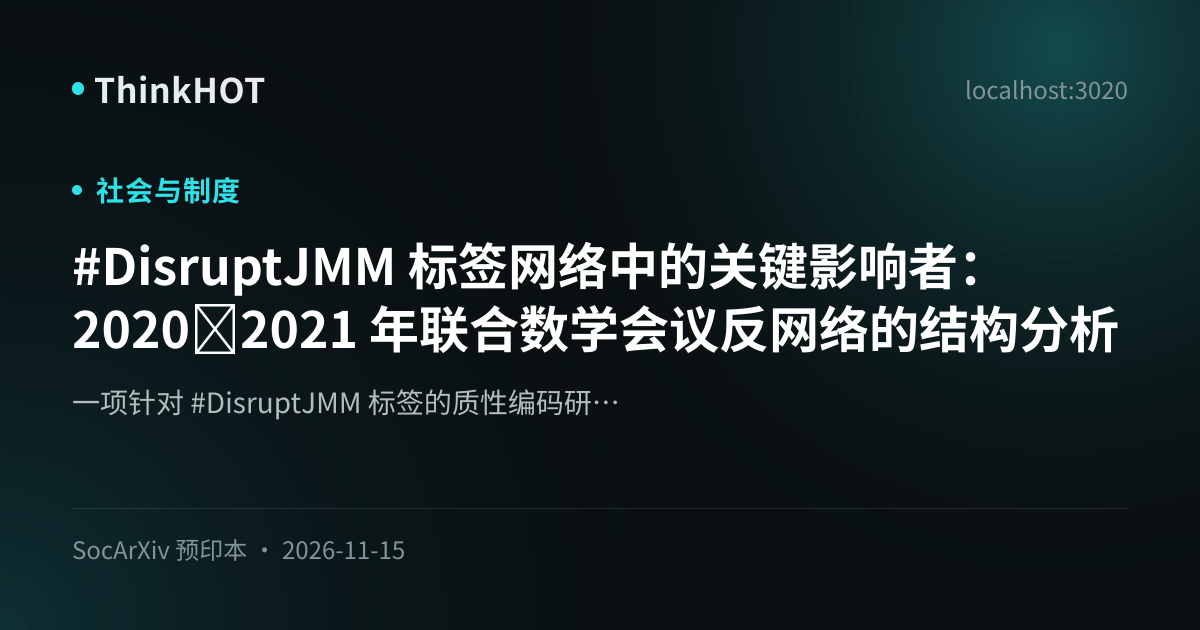 ThinkHOT
localhost:3020
社会与制度
#DisruptJMM 标签网络中的关键影响者：
2020☒2021 年联合数学会议反网络的结构分析
一项针对 #DisruptJMM 标签的质性编码研…
SocArXiv 预印本 · 2026-11-15